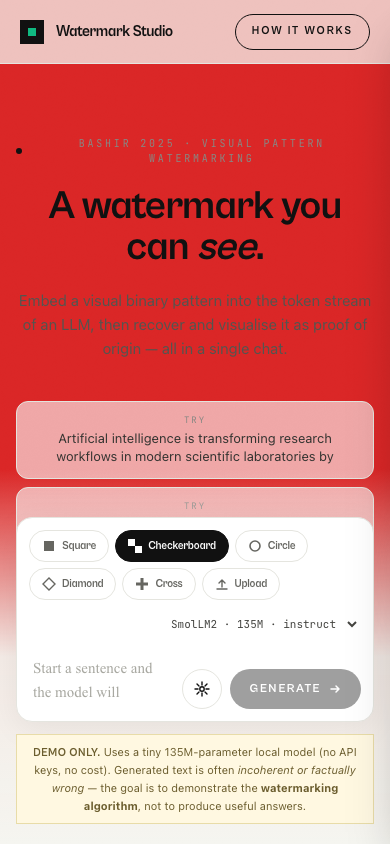 Watermark Studio
HOW IT WORKS
BASHIR 2025 · VISUAL PATTERN
WATERMARKING
A watermark you
can see.
Embed a visual binary pattern into the token stream
of an LLM, then recover and visualise it as proof of
origin — all in a single chat.
TRY
Artificial intelligence is transforming research
workflows in modern scientific laboratories by
TRY
Square
Checkerboard
Circle
Diamond
Cross
Upload
SmolLM2 · 135M · instruct
Start a sentence and
the model will
GENERATE →
DEMO ONLY. Uses a tiny 135M-parameter local model (no API
keys, no cost). Generated text is often incoherent or factually
wrong — the goal is to demonstrate the watermarking
algorithm, not to produce useful answers.